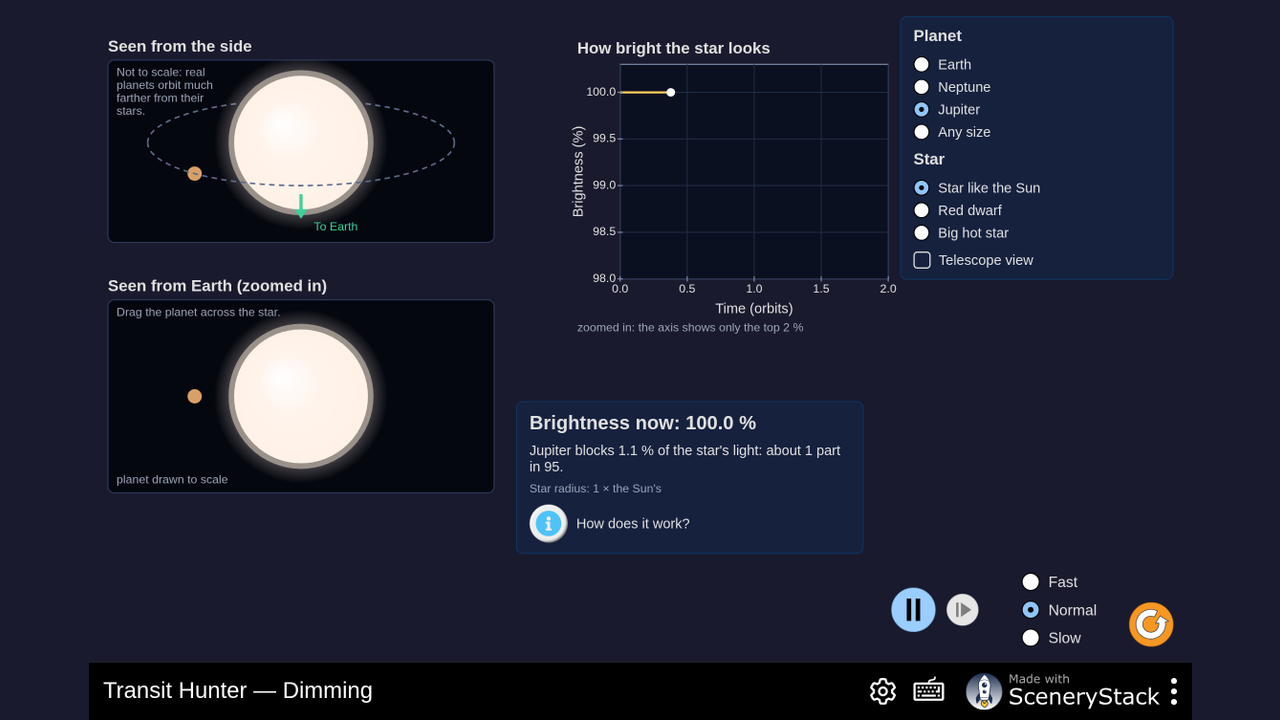 Seen from the side
Not to scale: real
planets orbit much
farther from their
stars.
To Earth
Seen from Earth (zoomed in)
Drag the planet across the star.
planet drawn to scale
How bright the star looks
Brightness (%)
100.0
99.5
99.0
98.5
98.0
0.0 0.5 1.0 1.5 2.0
Time (orbits)
zoomed in: the axis shows only the top 2 %
Planet
Earth
Neptune
Jupiter
Any size
Star
Star like the Sun
Red dwarf
Big hot star
Telescope view
Brightness now: 100.0 %
Jupiter blocks 1.1 % of the star's light: about 1 part
in 95.
Star radius: 1 × the Sun's
How does it work?
Fast
Normal
Slow
Transit Hunter — Dimming
Made with
SceneryStack